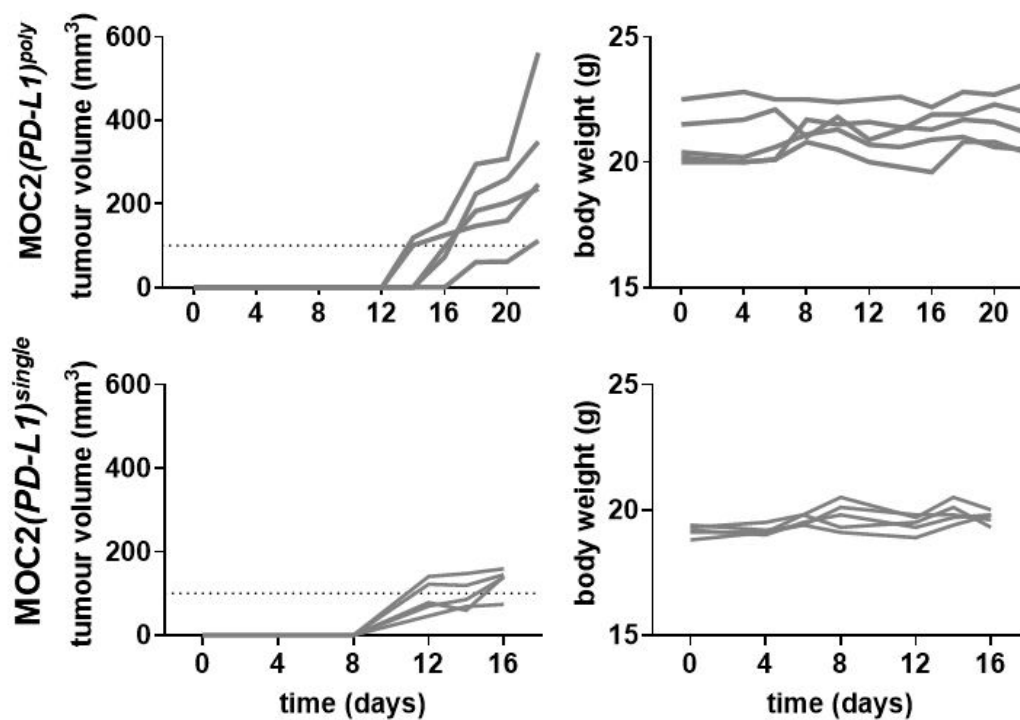 MOC2(PD-L1)poly
tumour volume (mm3)
600
400
200
0
0 4 8 12 16 20
body weight (g)
25
20
15
0 4 8 12 16 20
MOC2(PD-L1)single
tumour volume (mm3)
600
400
200
0
0 4 8 12 16
time (days)
body weight (g)
25
20
15
0 4 8 12 16
time (days)